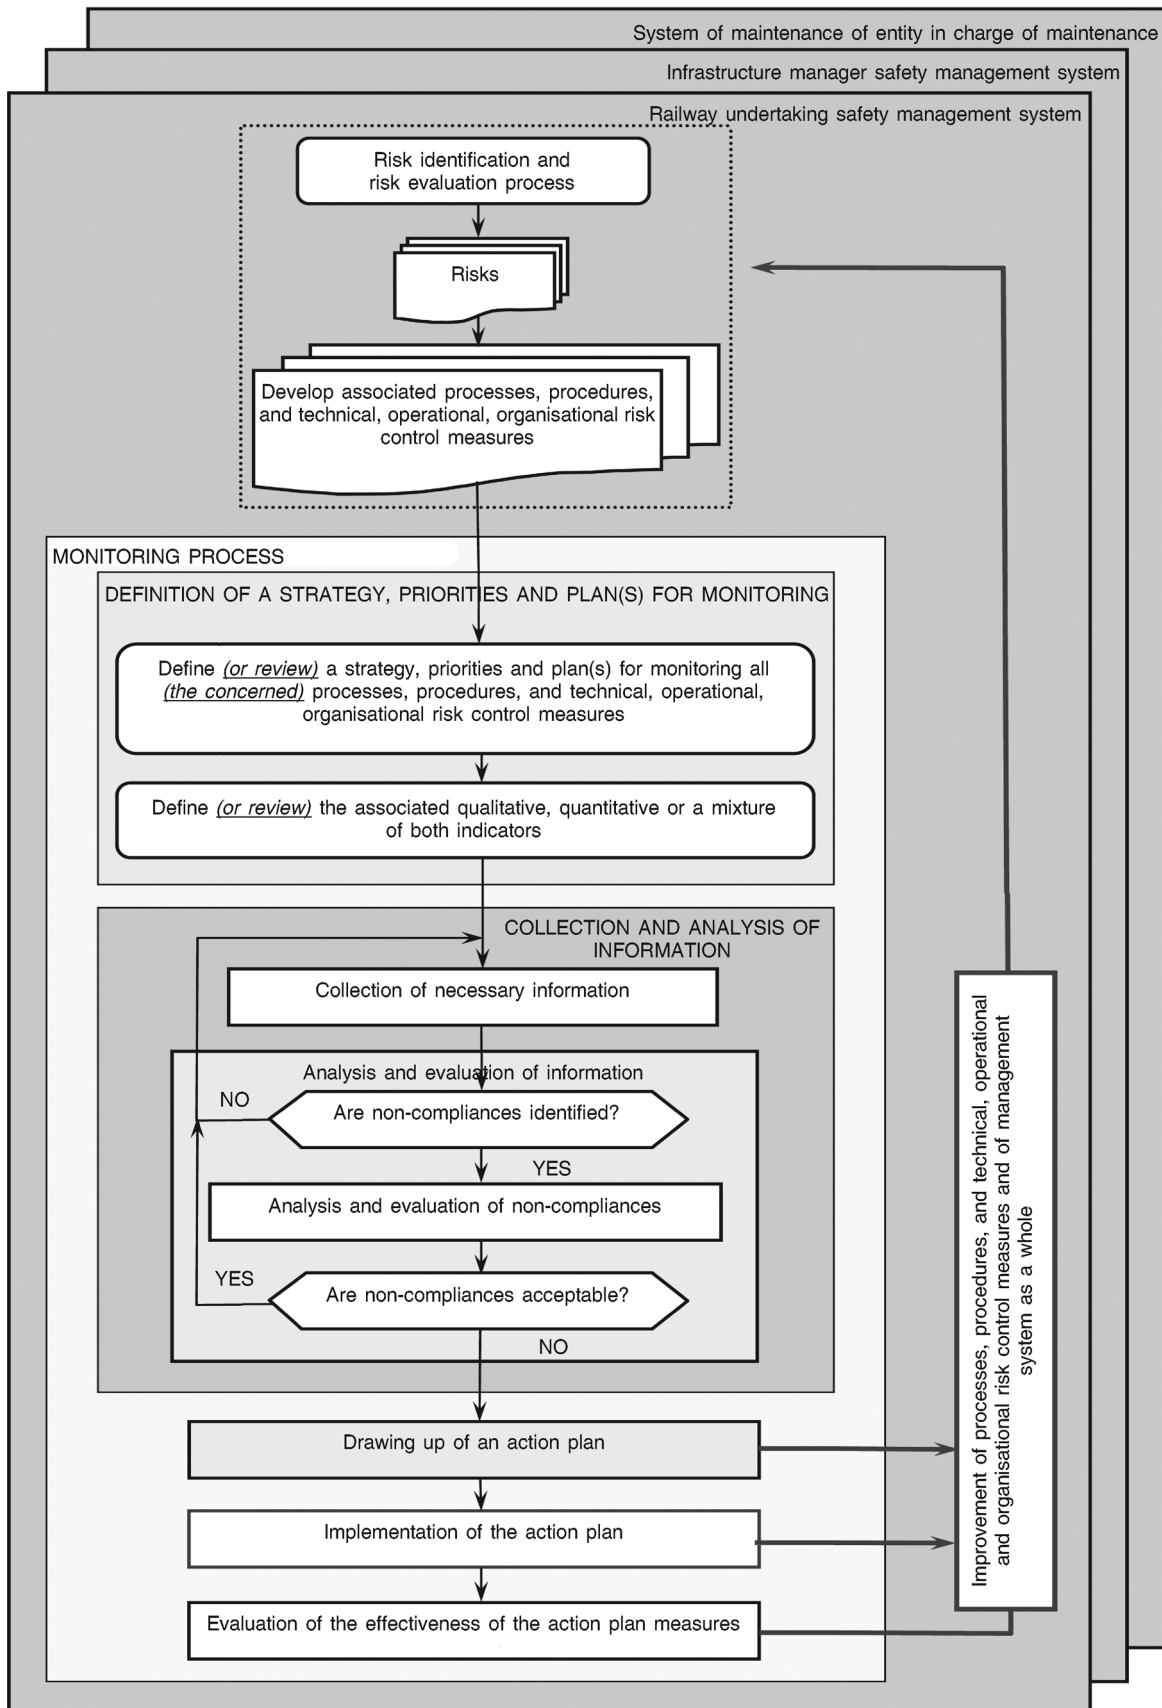 System of maintenance of entity in charge of maintenance
Infrastructure manager safety management system
Railway undertaking safety management system
Risk identification and
risk evaluation process
Risks
Develop associated processes, procedures,
and technical, operational, organisational risk
control measures
MONITORING PROCESS
DEFINITION OF A STRATEGY, PRIORITIES AND PLAN(S) FOR MONITORING
Define (or review) a strategy, priorities and plan(s) for monitoring all
(the concerned) processes, procedures, and technical, operational,
organisational risk control measures
Define (or review) the associated qualitative, quantitative or a mixture
of both indicators
COLLECTION AND ANALYSIS OF
INFORMATION
Collection of necessary information
Analysis and evaluation of information
NO
Are non-compliances identified?
YES
Analysis and evaluation of non-compliances
YES
Are non-compliances acceptable?
NO
Drawing up of an action plan
Implementation of the action plan
Evaluation of the effectiveness of the action plan measures
Improvement of processes, procedures, and technical, operational
and organisational risk control measures and of management
system as a whole